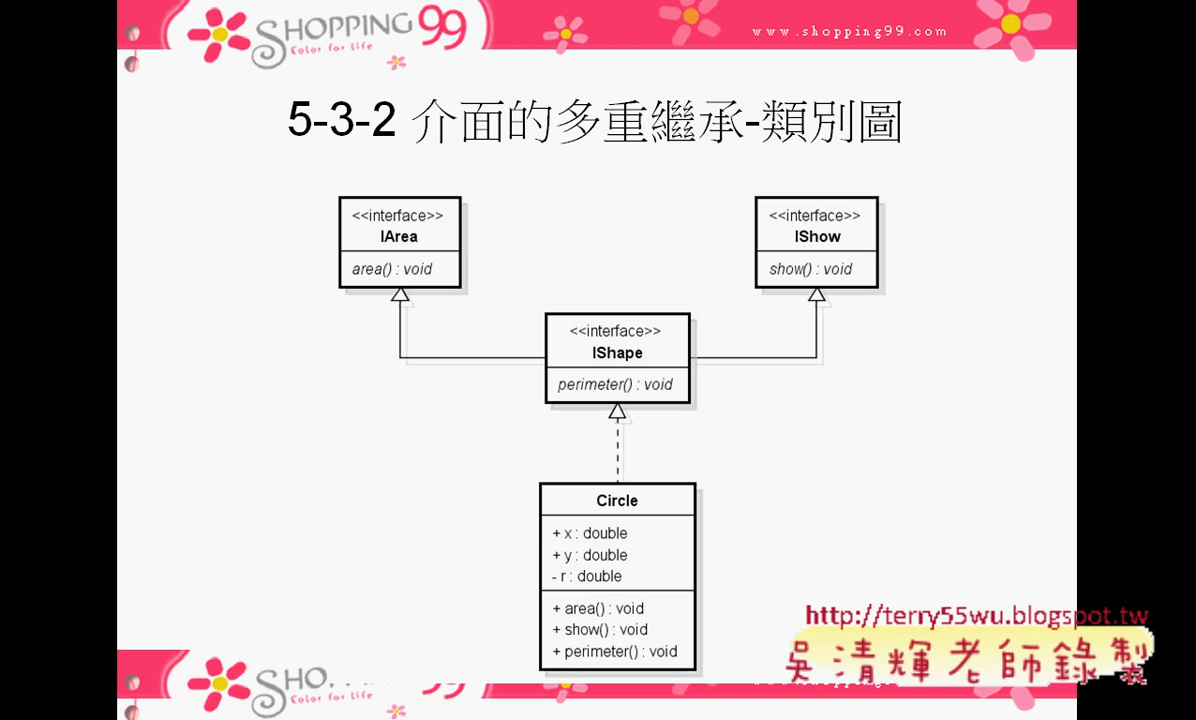 SHOPPING 99
Color for Life
www.shopping99.com
5-3-2 介面的多重繼承-類別圖
<<interface>>
IArea
area() : void
<<interface>>
IShow
show() : void
<<interface>>
IShape
perimeter() : void
Circle
+ x : double
+ y : double
- r : double
+ area() : void
+ show() : void
+ perimeter() : void
http://terry55wu.blogspot.tw
吳清輝老師錄製
SHO
Color for Life